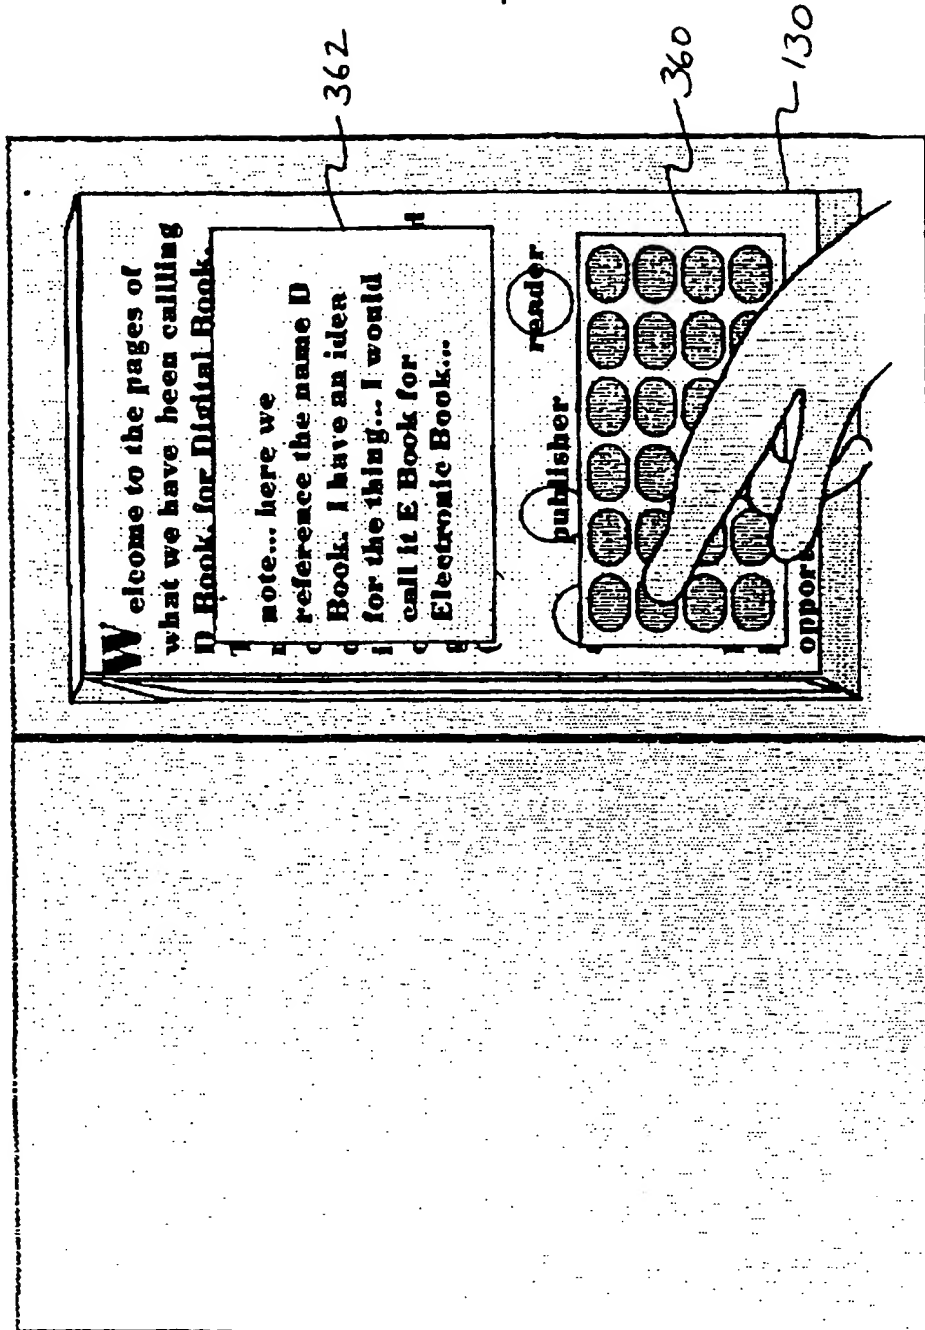 Welcome to the pages of
what we have been callling
D Book, for Digital Book.
note... here we
reference the name D
Book. I have an idea
for the thing... I would
call it E Book for
Electronic Book...
publisher
reader
oppor
362
360
130